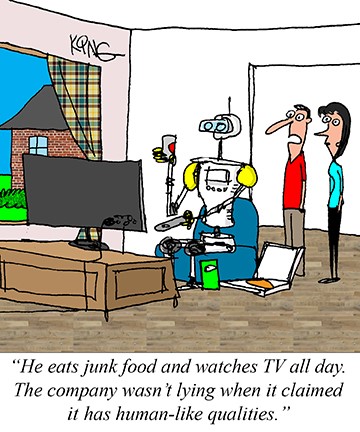 KING
“He eats junk food and watches TV all day.
The company wasn’t lying when it claimed
it has human-like qualities.”